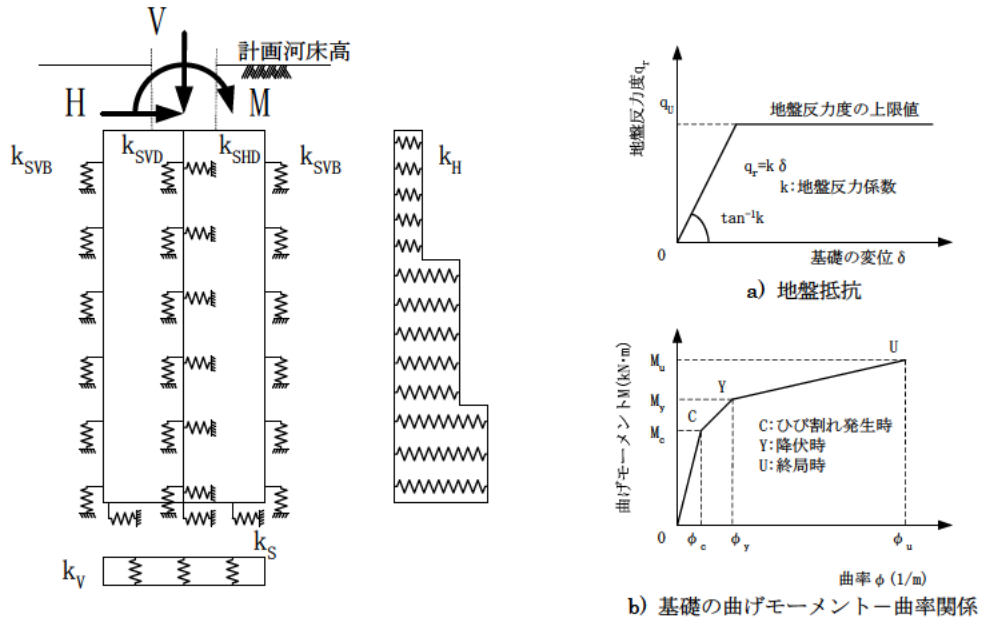 V
計画河床高
H
M
k_SVB
k_SVD
k_SHD
k_SVB
k_H
k_S
k_V
地盤反力度q_r
q_U
地盤反力度の上限値
q_r=kδ
k:地盤反力係数
tan⁻¹k
0
基礎の変位δ
a) 地盤抵抗
曲げモーメントM(kN·m)
M_u
M_y
M_c
U
Y
C
C:ひび割れ発生時
Y:降伏時
U:終局時
0
φ_c
φ_y
φ_u
曲率φ(1/m)
b) 基礎の曲げモーメント－曲率関係